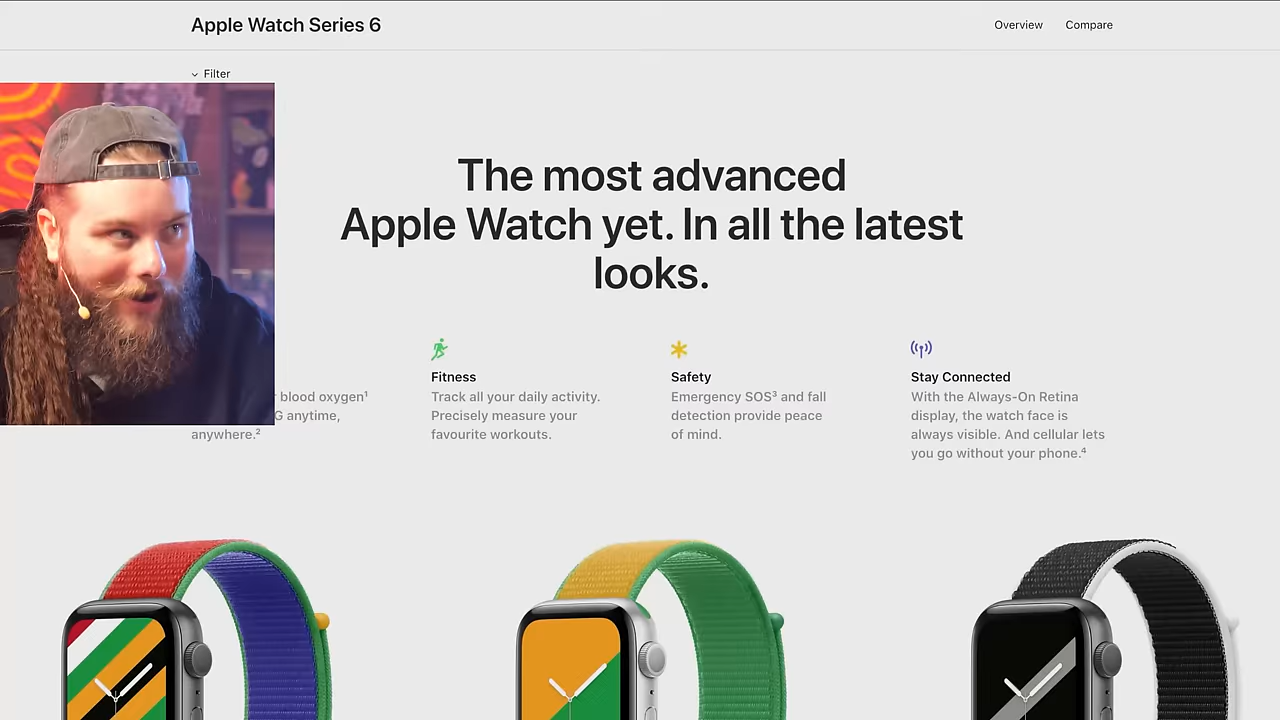 Apple Watch Series 6
Overview
Compare
Filter
The most advanced
Apple Watch yet. In all the latest
looks.
blood oxygen¹
G anytime,
anywhere.²
Fitness
Track all your daily activity.
Precisely measure your
favourite workouts.
Safety
Emergency SOS³ and fall
detection provide peace
of mind.
Stay Connected
With the Always-On Retina
display, the watch face is
always visible. And cellular lets
you go without your phone.⁴